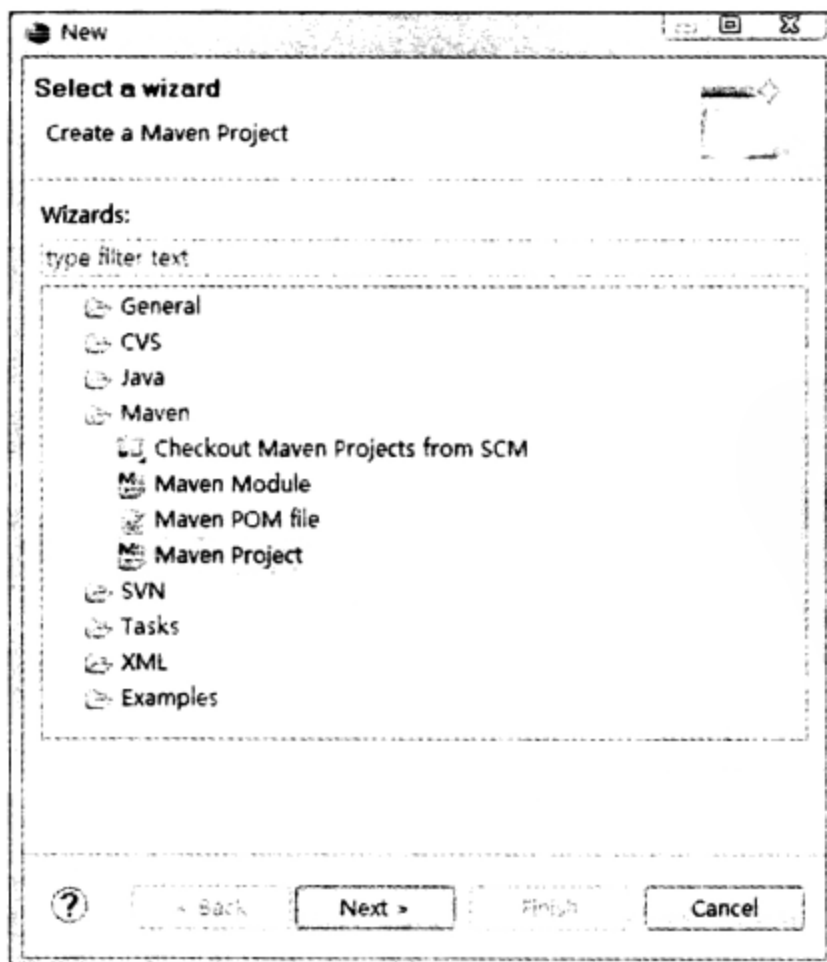 New
Select a wizard
Create a Maven Project
Wizards:
type filter text
General
CVS
Java
Maven
Checkout Maven Projects from SCM
Maven Module
Maven POM file
Maven Project
SVN
Tasks
XML
Examples
< Back
Next >
Finish
Cancel